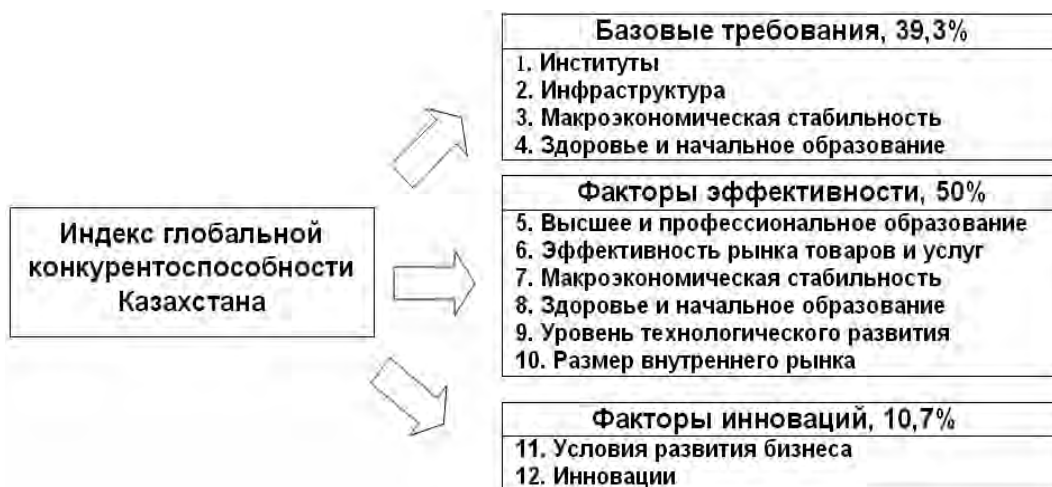 Индекс глобальной
конкурентоспособности
Казахстана
Базовые требования, 39,3%
1. Институты
2. Инфраструктура
3. Макроэкономическая стабильность
4. Здоровье и начальное образование
Факторы эффективности, 50%
5. Высшее и профессиональное образование
6. Эффективность рынка товаров и услуг
7. Макроэкономическая стабильность
8. Здоровье и начальное образование
9. Уровень технологического развития
10. Размер внутреннего рынка
Факторы инноваций, 10,7%
11. Условия развития бизнеса
12. Инновации